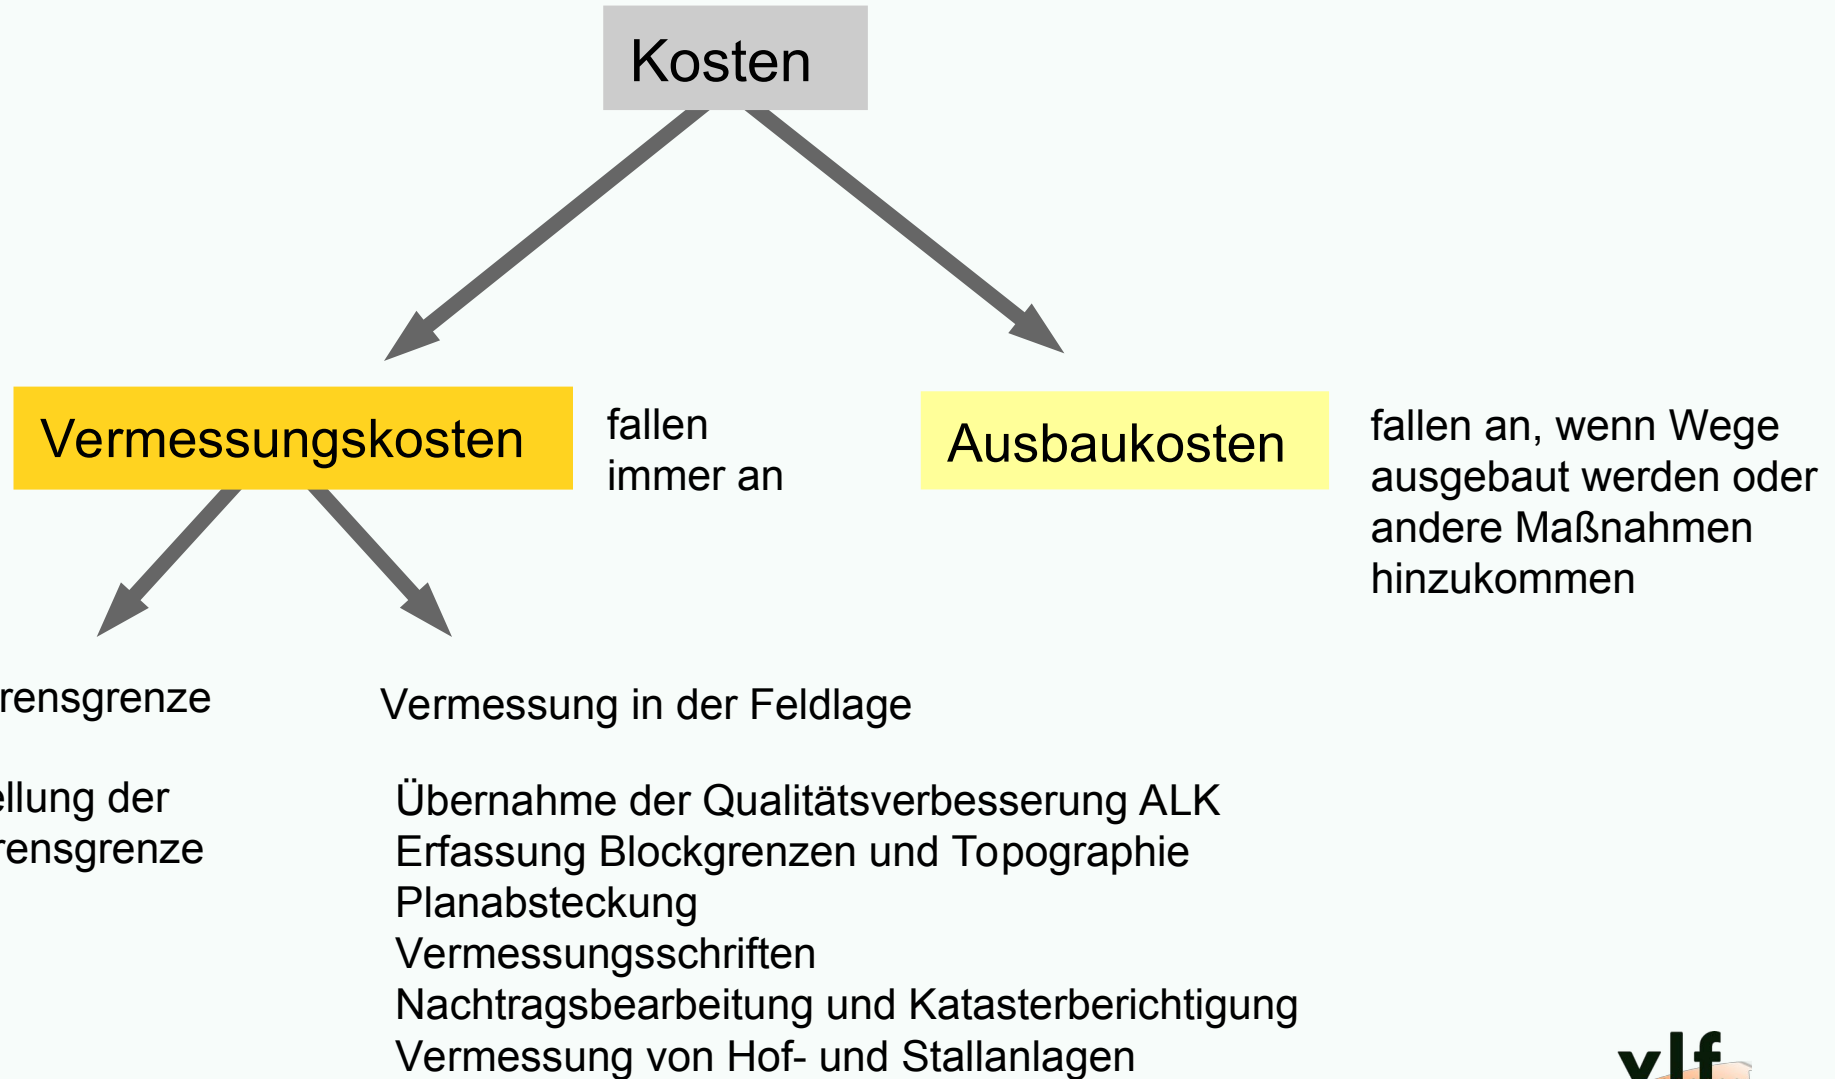 Kosten
Vermessungskosten
fallen
immer an
Ausbaukosten
fallen an, wenn Wege
ausgebaut werden oder
andere Maßnahmen
hinzukommen
rensgrenze
ellung der
rensgrenze
Vermessung in der Feldlage
Übernahme der Qualitätsverbesserung ALK
Erfassung Blockgrenzen und Topographie
Planabsteckung
Vermessungsschriften
Nachtragsbearbeitung und Katasterberichtigung
Vermessung von Hof- und Stallanlagen
vlf